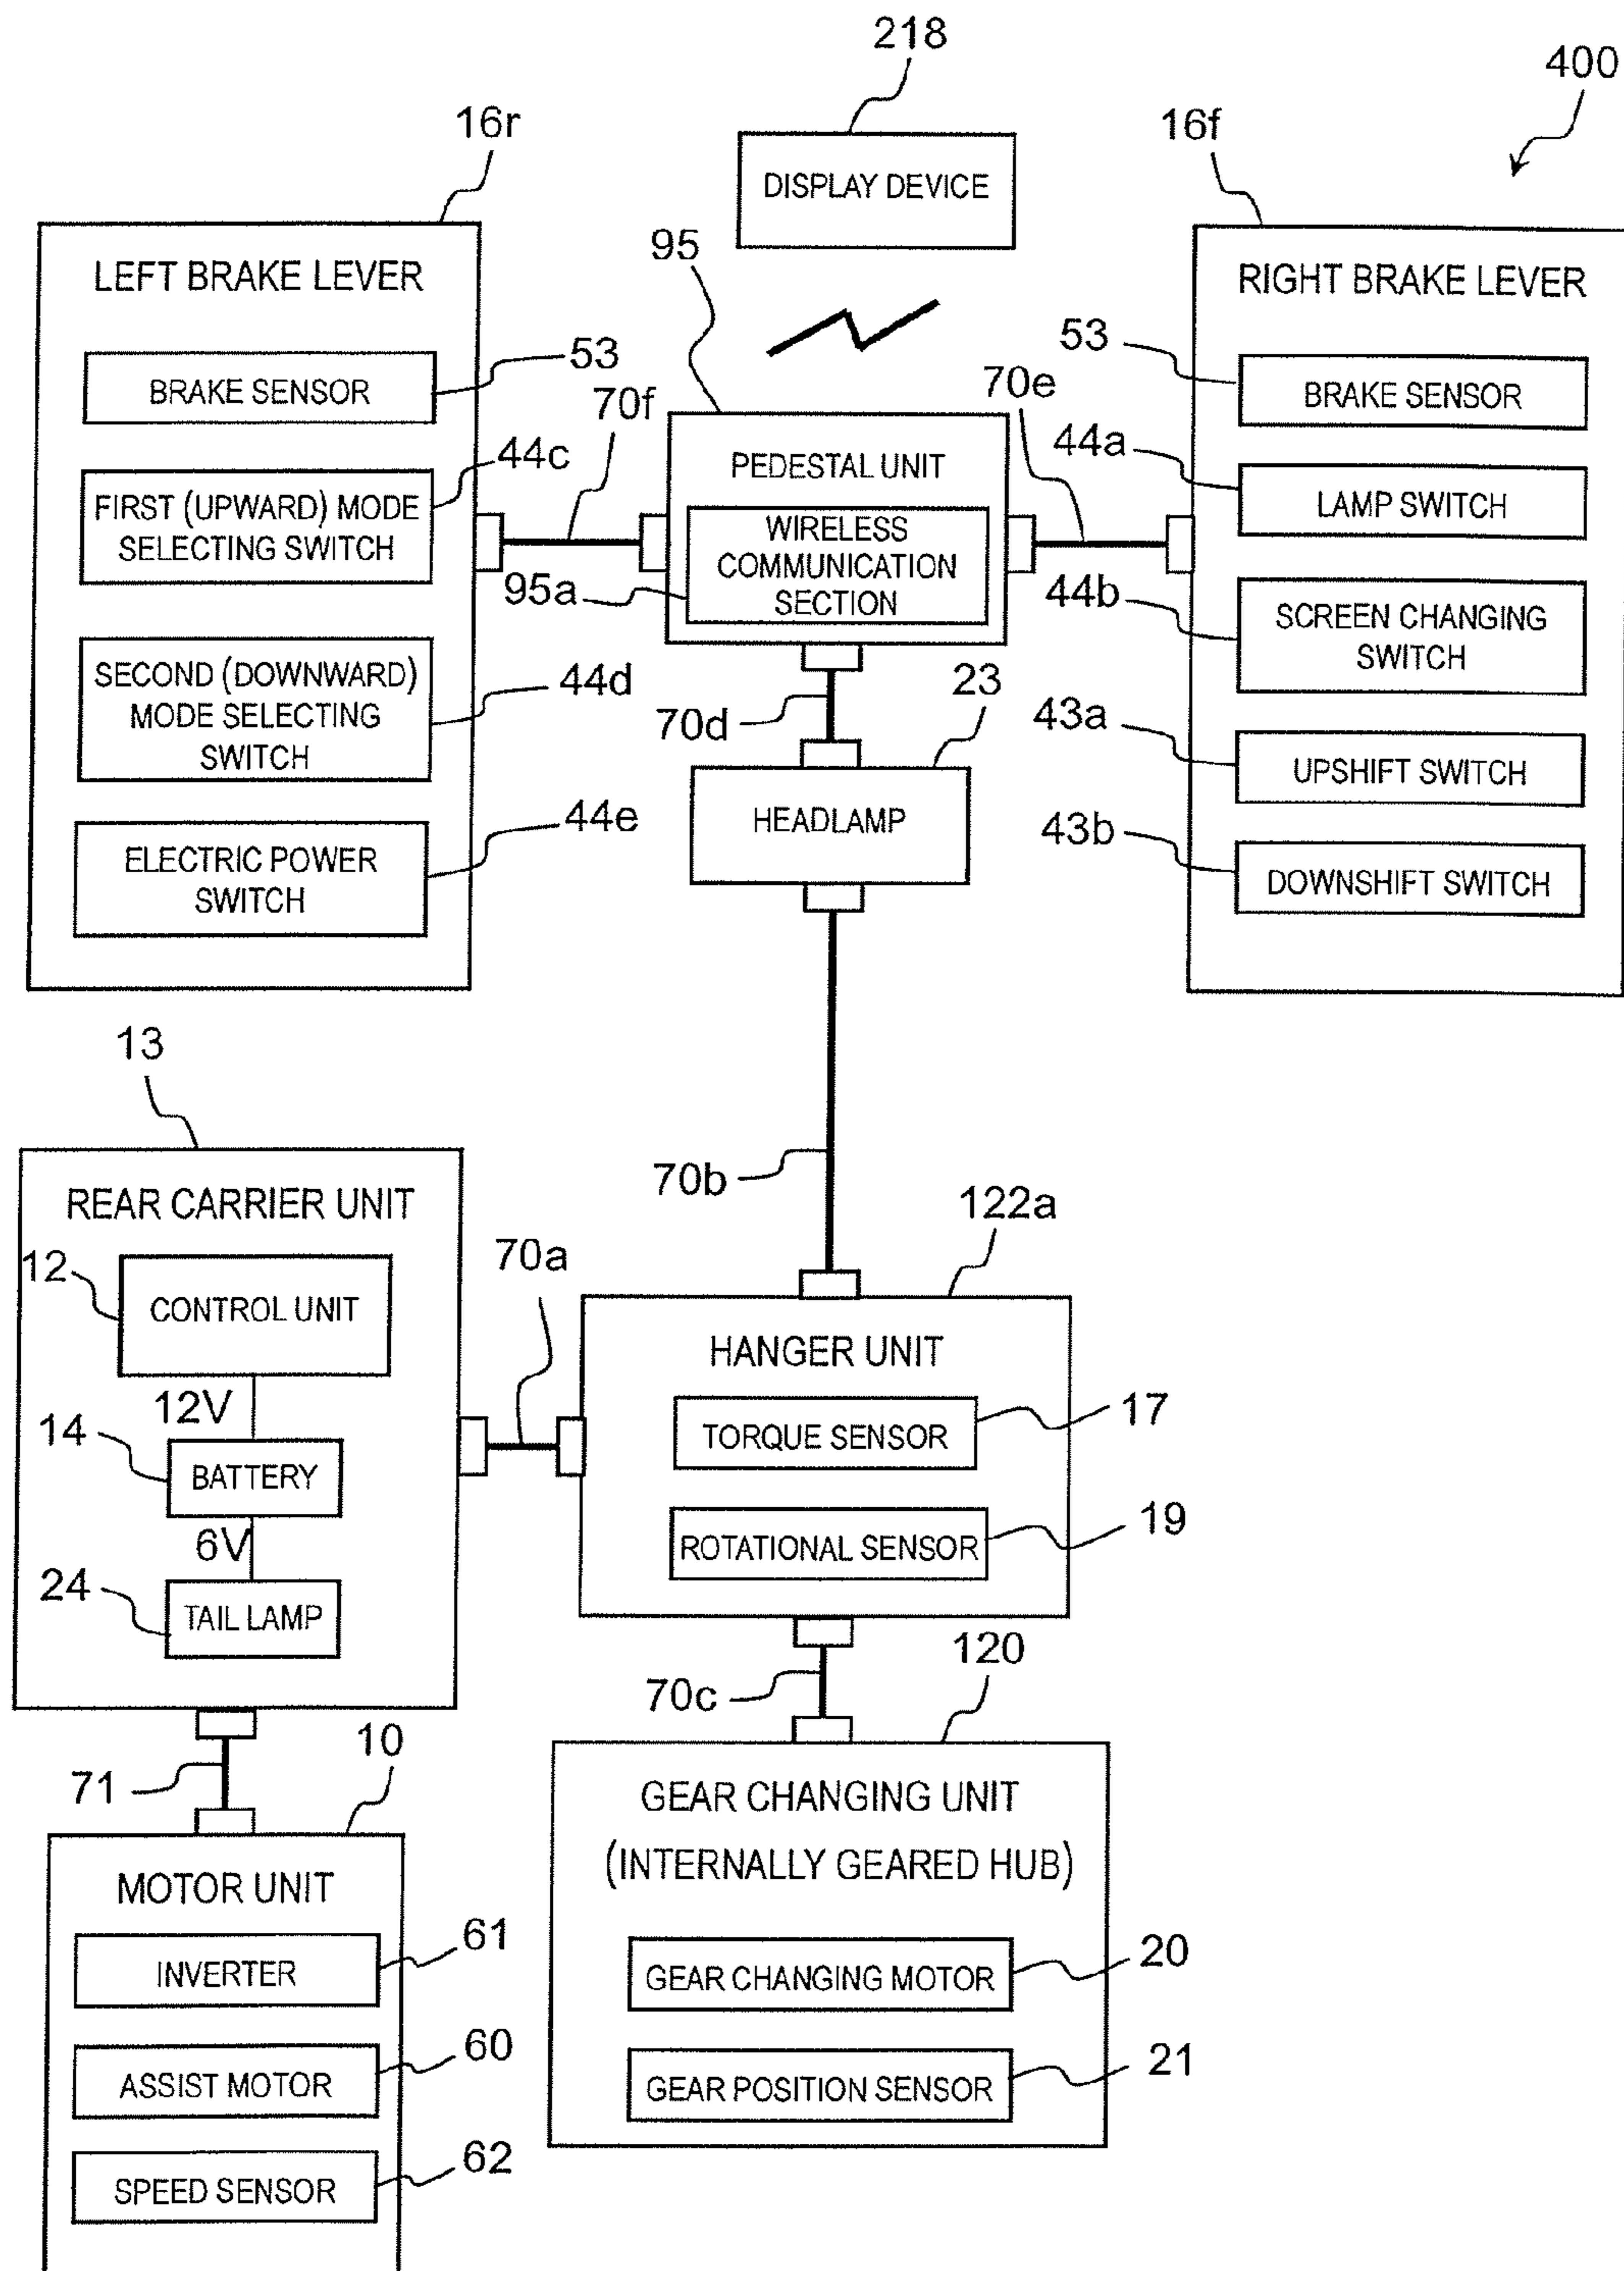 218
400
16r
16f
DISPLAY DEVICE
95
LEFT BRAKE LEVER
BRAKE SENSOR
53
70f
FIRST (UPWARD) MODE
SELECTING SWITCH
44c
SECOND (DOWNWARD)
MODE SELECTING
SWITCH
44d
ELECTRIC POWER
SWITCH
44e
PEDESTAL UNIT
WIRELESS
COMMUNICATION
SECTION
95a
70e
RIGHT BRAKE LEVER
53
BRAKE SENSOR
44a
LAMP SWITCH
44b
SCREEN CHANGING
SWITCH
43a
UPSHIFT SWITCH
43b
DOWNSHIFT SWITCH
70d
23
HEADLAMP
70b
13
REAR CARRIER UNIT
12
CONTROL UNIT
12V
14
BATTERY
6V
24
TAIL LAMP
70a
122a
HANGER UNIT
TORQUE SENSOR
17
ROTATIONAL SENSOR
19
70c
120
71
10
MOTOR UNIT
INVERTER
61
ASSIST MOTOR
60
SPEED SENSOR
62
GEAR CHANGING UNIT
(INTERNALLY GEARED HUB)
GEAR CHANGING MOTOR
20
GEAR POSITION SENSOR
21